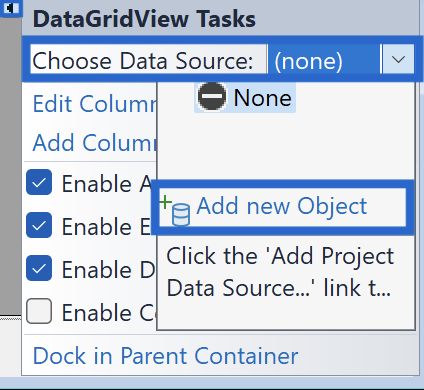 DataGridView Tasks
Choose Data Source: (none)
None
Edit Column
Add Colum
Enable A
Add new Object
Enable E
Click the 'Add Project
Enable D
Data Source...' link t...
Enable C
Dock in Parent Container